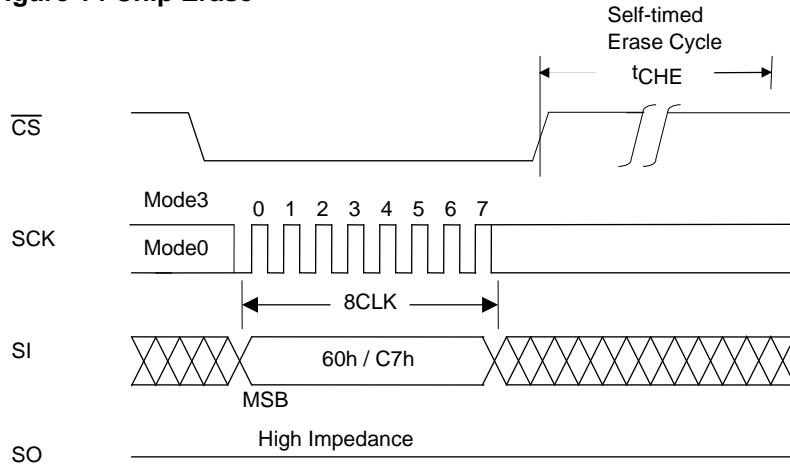 Self-timed
Erase Cycle
tCHE
CS
Mode3
0 1 2 3 4 5 6 7
SCK
Mode0
8CLK
SI
60h / C7h
MSB
High Impedance
SO